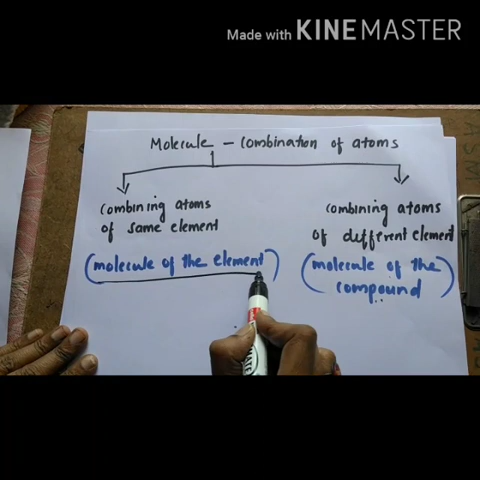 Made with KINEMASTER
Molecule - Combination of atoms
combining atoms
of same element
(molecule of the element)
combining atoms
of different element
(molecule of the
compound)